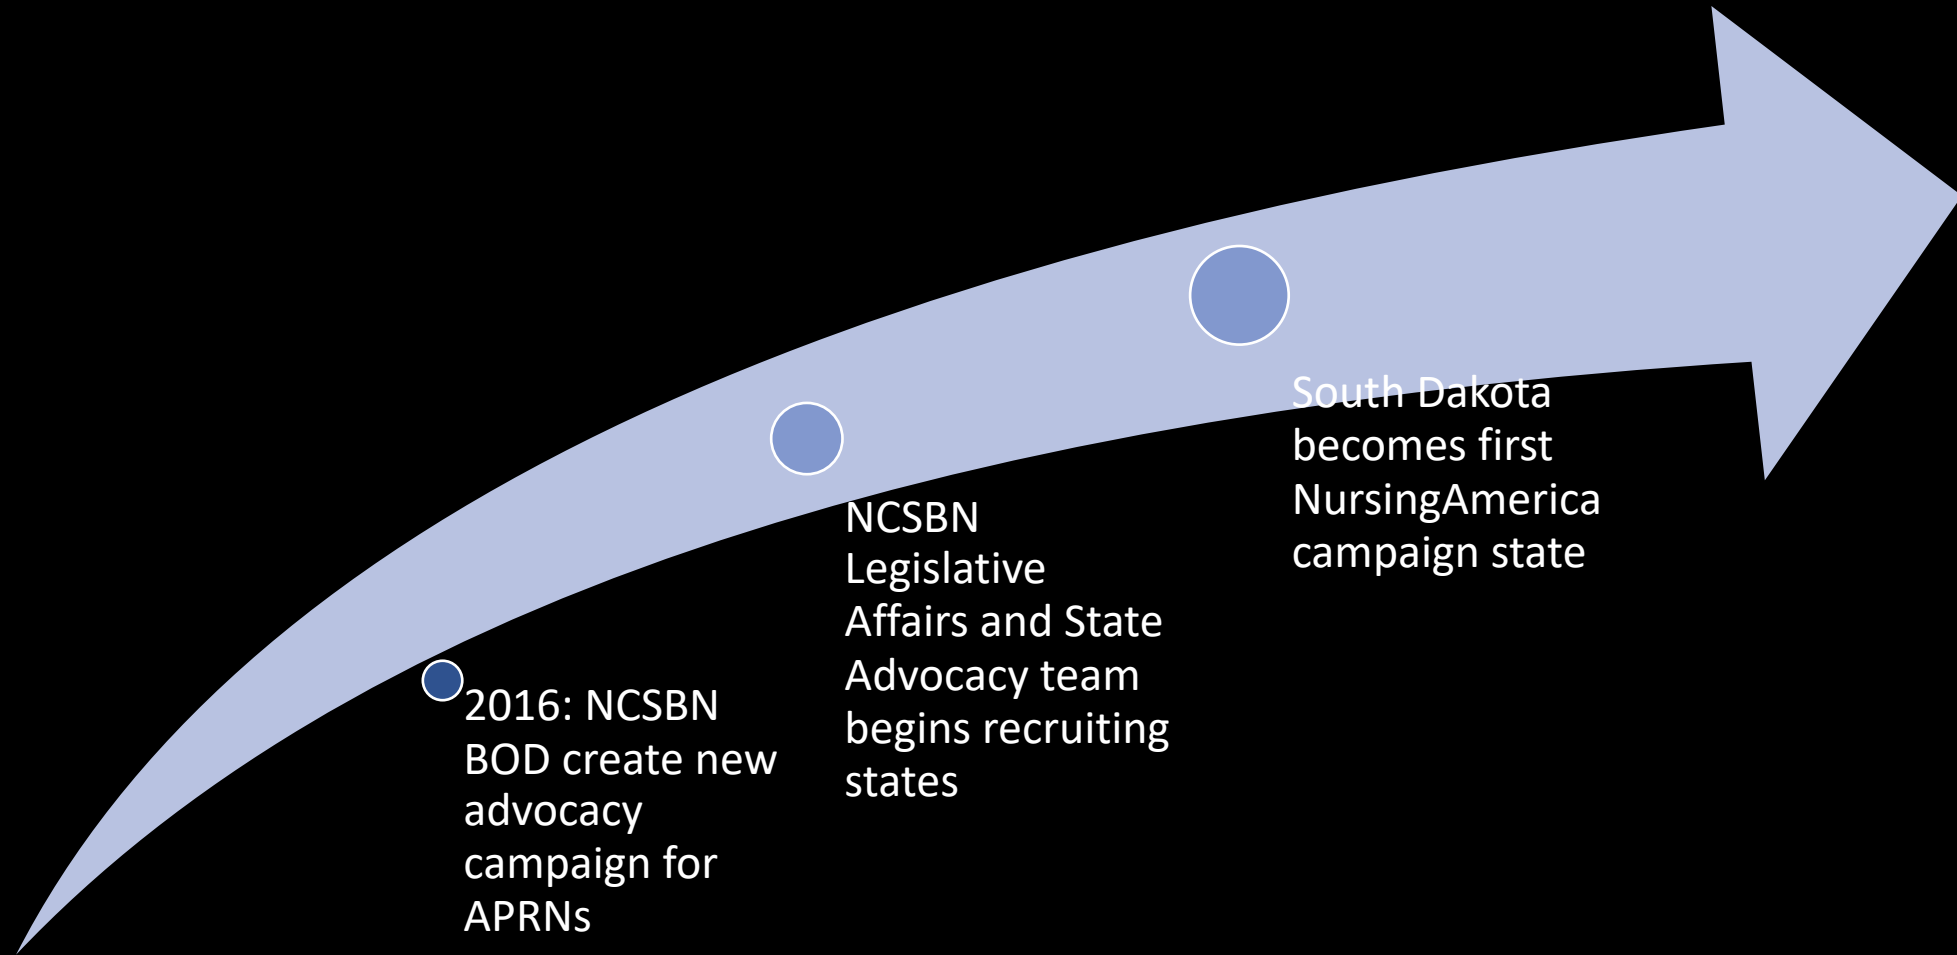 2016: NCSBN
BOD create new
advocacy
campaign for
APRNs
NCSBN
Legislative
Affairs and State
Advocacy team
begins recruiting
states
South Dakota
becomes first
NursingAmerica
campaign state